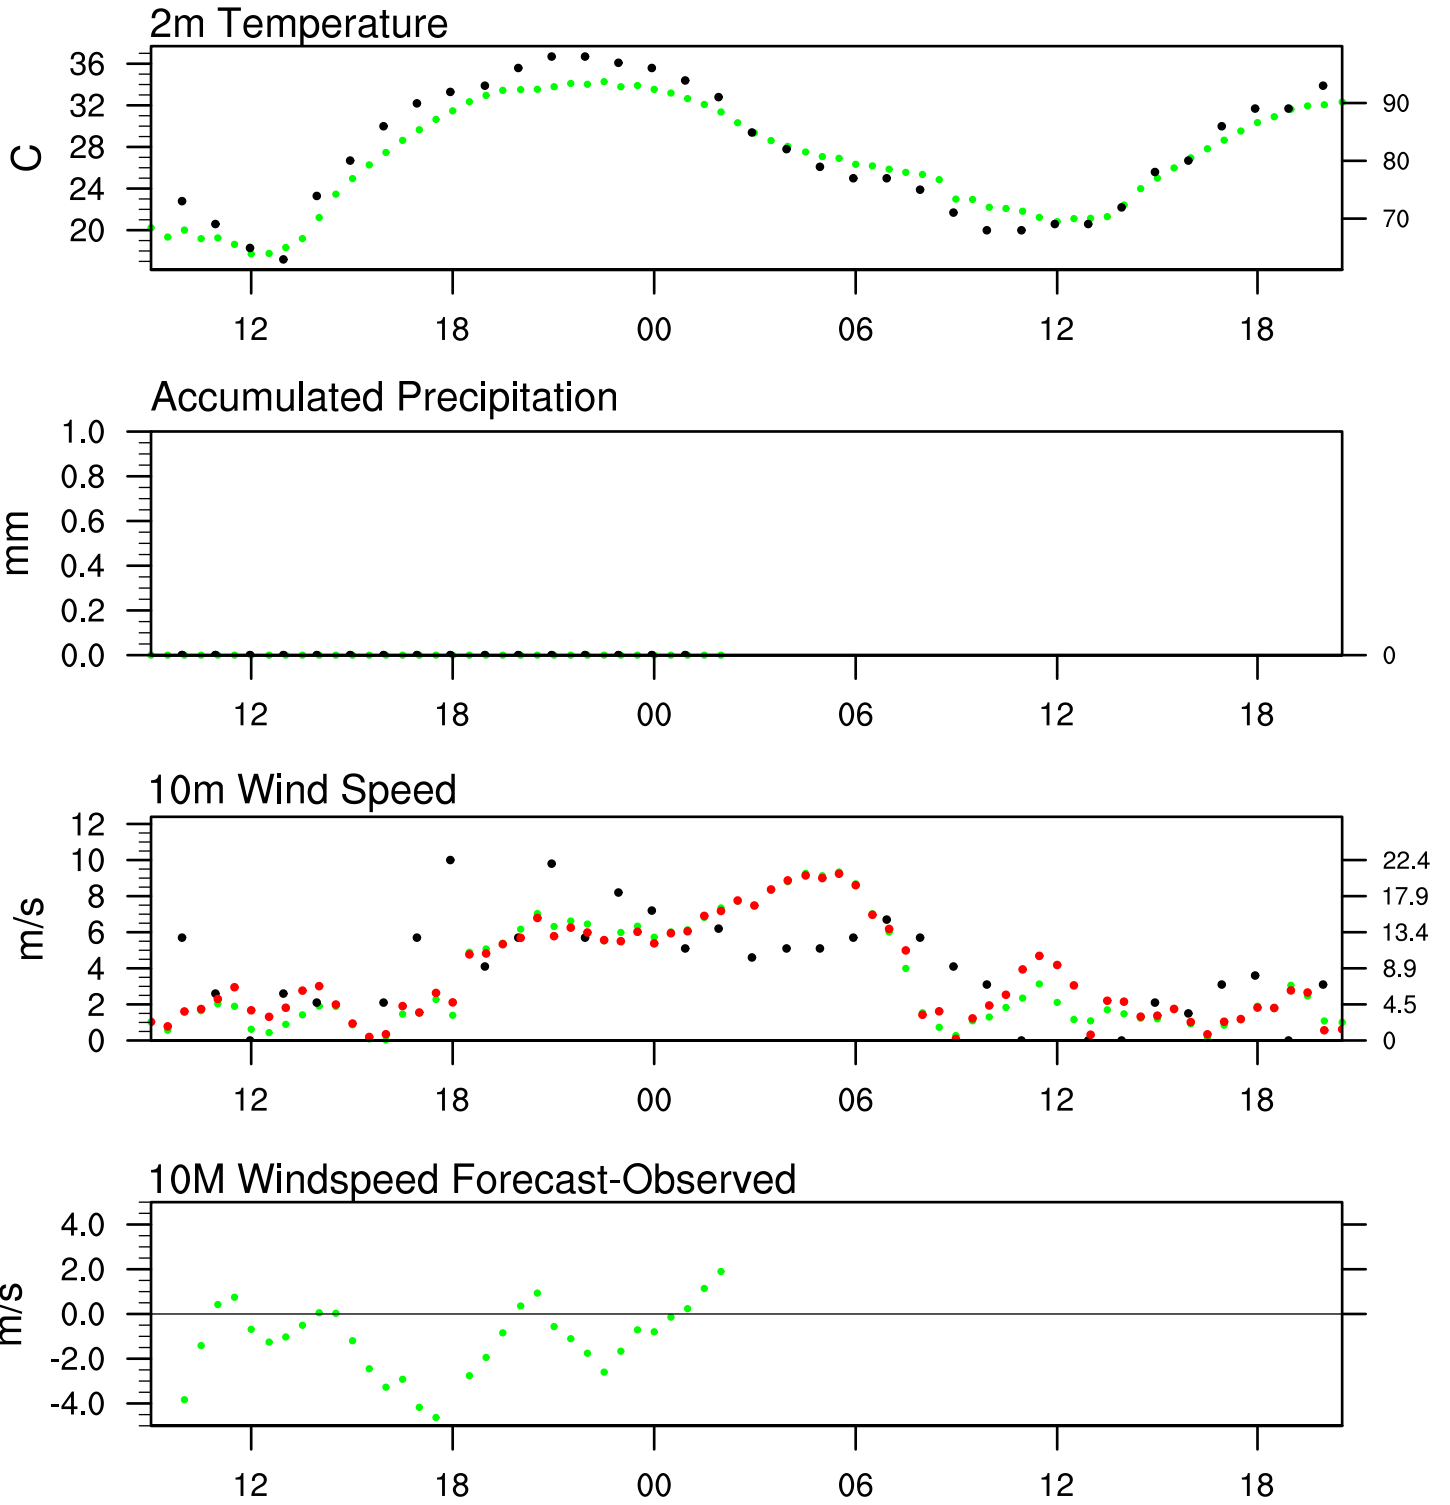 2m Temperature
36
32
28
24
20
C
90
80
70
12 18 00 06 12 18
Accumulated Precipitation
1.0
0.8
0.6
0.4
0.2
0.0
mm
0
12 18 00 06 12 18
10m Wind Speed
12
10
8
6
4
2
0
m/s
22.4
17.9
13.4
8.9
4.5
0
12 18 00 06 12 18
10M Windspeed Forecast-Observed
4.0
2.0
0.0
-2.0
-4.0
m/s
12 18 00 06 12 18